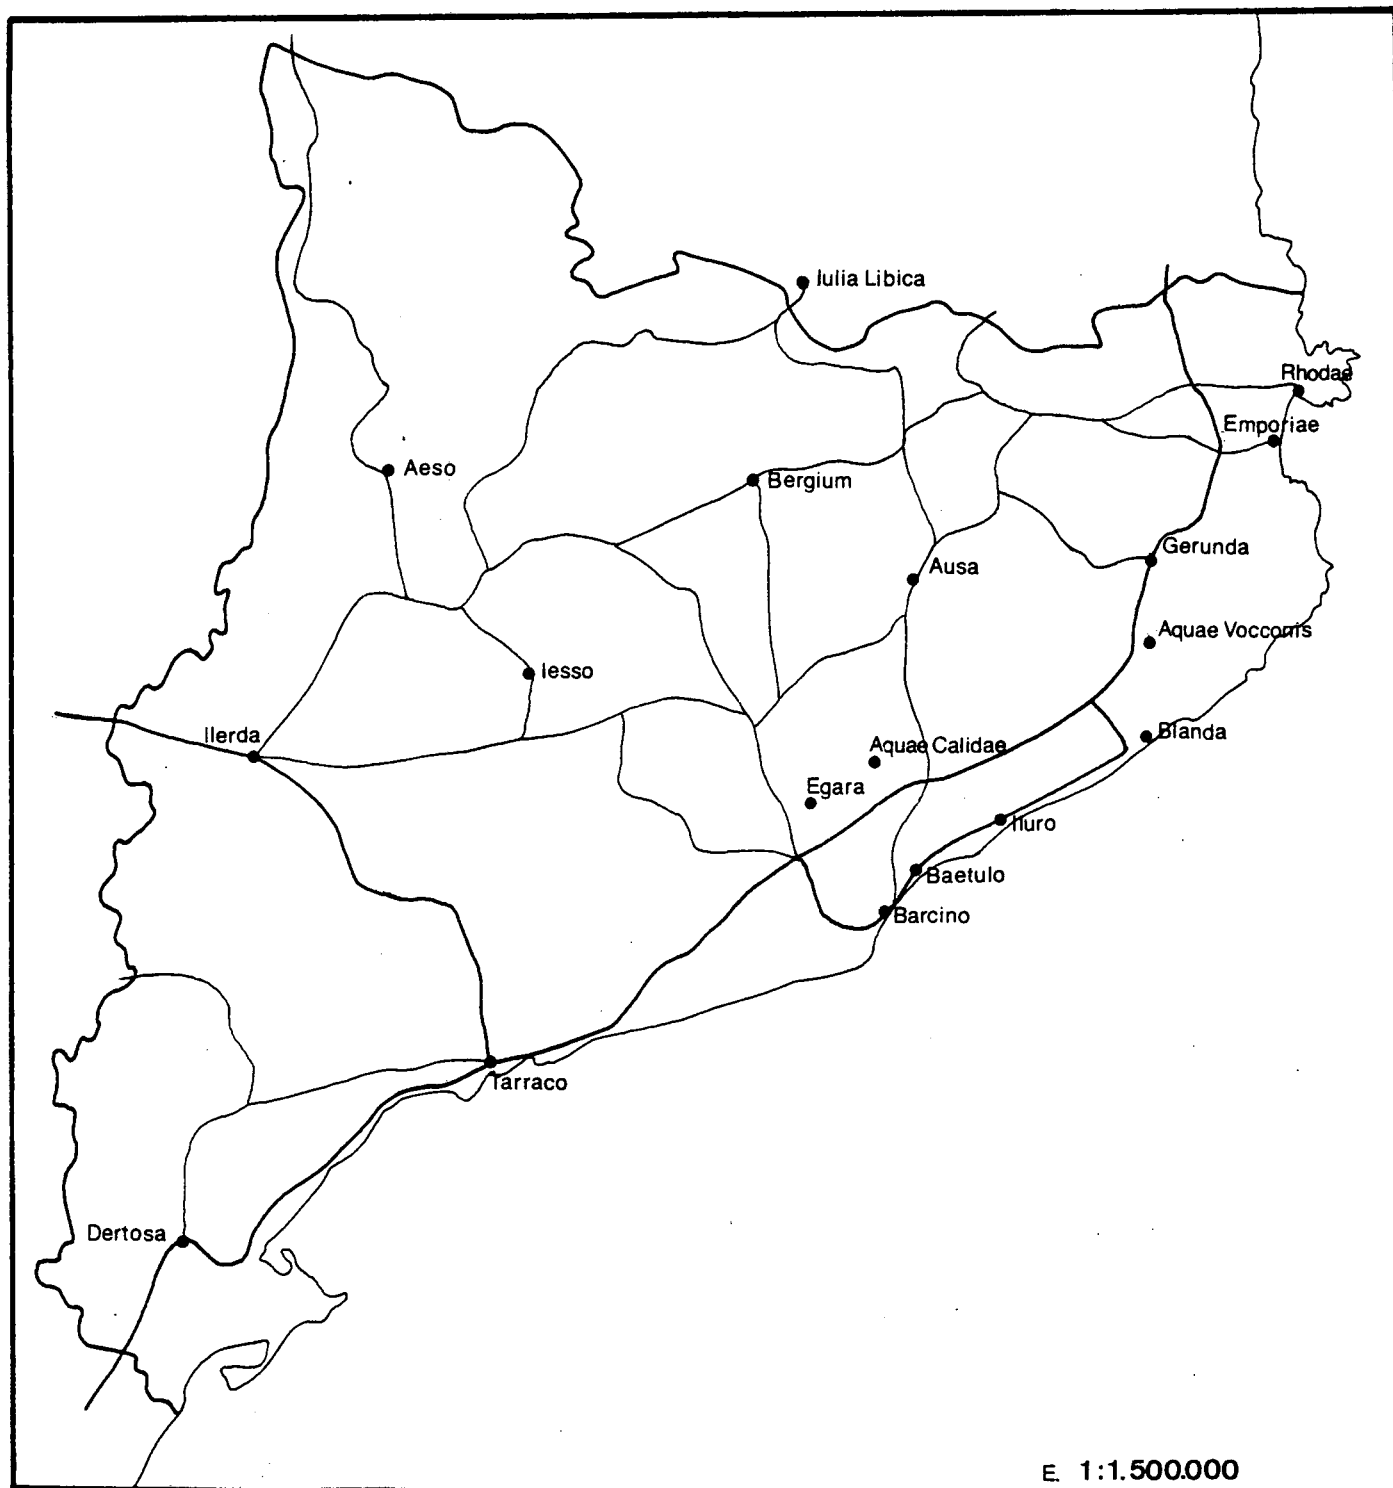 Iulia Libica
Rhodae
Emporiae
Aeso
Bergium
Gerunda
Ausa
Aquae Vocconis
Iesso
Ilerda
Blanda
Aquae Calidae
Egara
Iluro
Baetulo
Barcino
Tarraco
Dertosa
E. 1:1.500.000